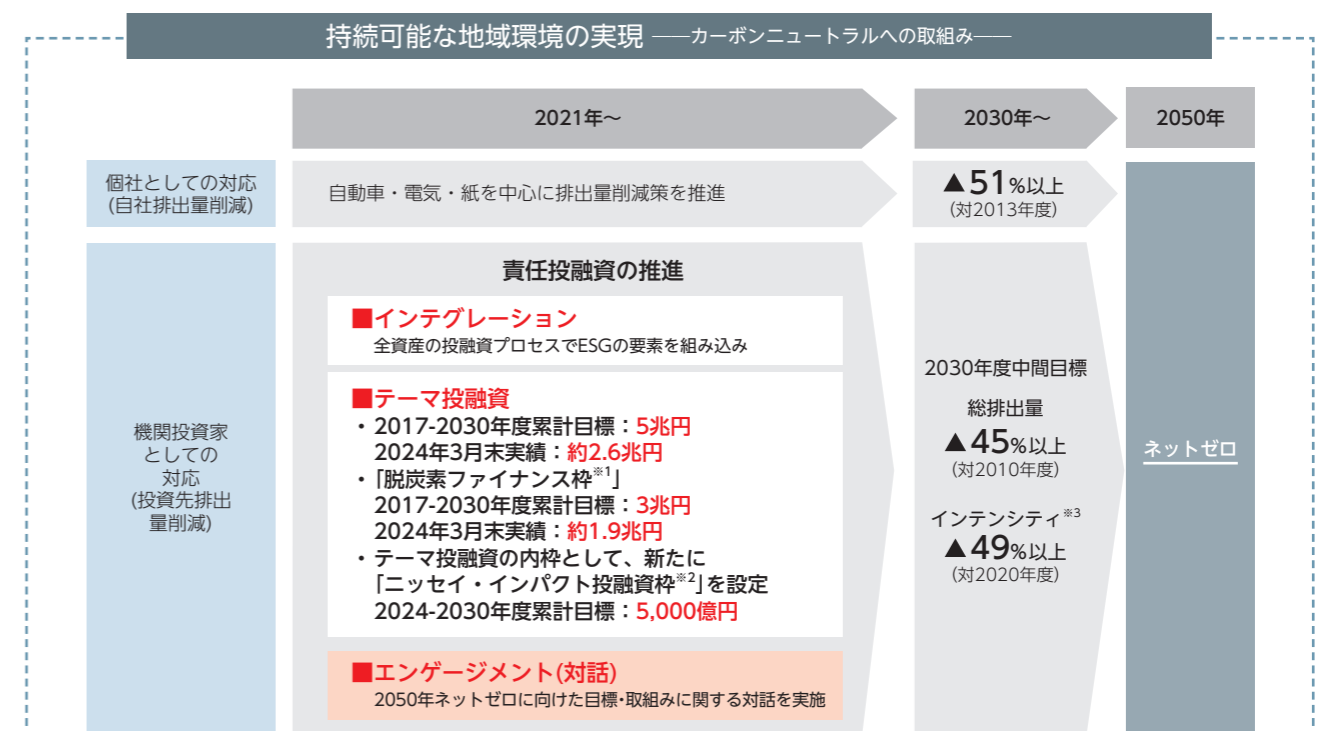 持続可能な地域環境の実現 ──カーボンニュートラルへの取組み──
2021年～
2030年～
2050年
個社としての対応
(自社排出量削減)
自動車・電気・紙を中心に排出量削減策を推進
▲51%以上
(対2013年度)
機関投資家
としての
対応
(投資先排出
量削減)
責任投融資の推進
■インテグレーション
全資産の投融資プロセスでESGの要素を組み込み
■テーマ投融資
・2017-2030年度累計目標：5兆円
2024年3月末実績：約2.6兆円
・「脱炭素ファイナンス枠※1」
2017-2030年度累計目標：3兆円
2024年3月末実績：約1.9兆円
・テーマ投融資の内枠として、新たに
「ニッセイ・インパクト投融資枠※2」を設定
2024-2030年度累計目標：5,000億円
■エンゲージメント(対話)
2050年ネットゼロに向けた目標・取組みに関する対話を実施
2030年度中間目標
総排出量
▲45%以上
(対2010年度)
インテンシティ※3
▲49%以上
(対2020年度)
ネットゼロ